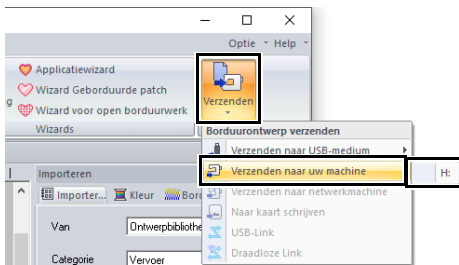 Optie Help
Applicatiewizard
Wizard Geborduurde patch
g Wizard voor open borduurwerk
Wizards
Verzenden
Borduurontwerp verzenden
Verzenden naar USB-medium
Verzenden naar uw machine
H:
Verzenden naar netwerkmachine
Naar kaart schrijven
USB-Link
Draadloze Link
Importeren
Importer... Kleur Bor
Van Ontwerpbibliothe
Categorie Vervoer